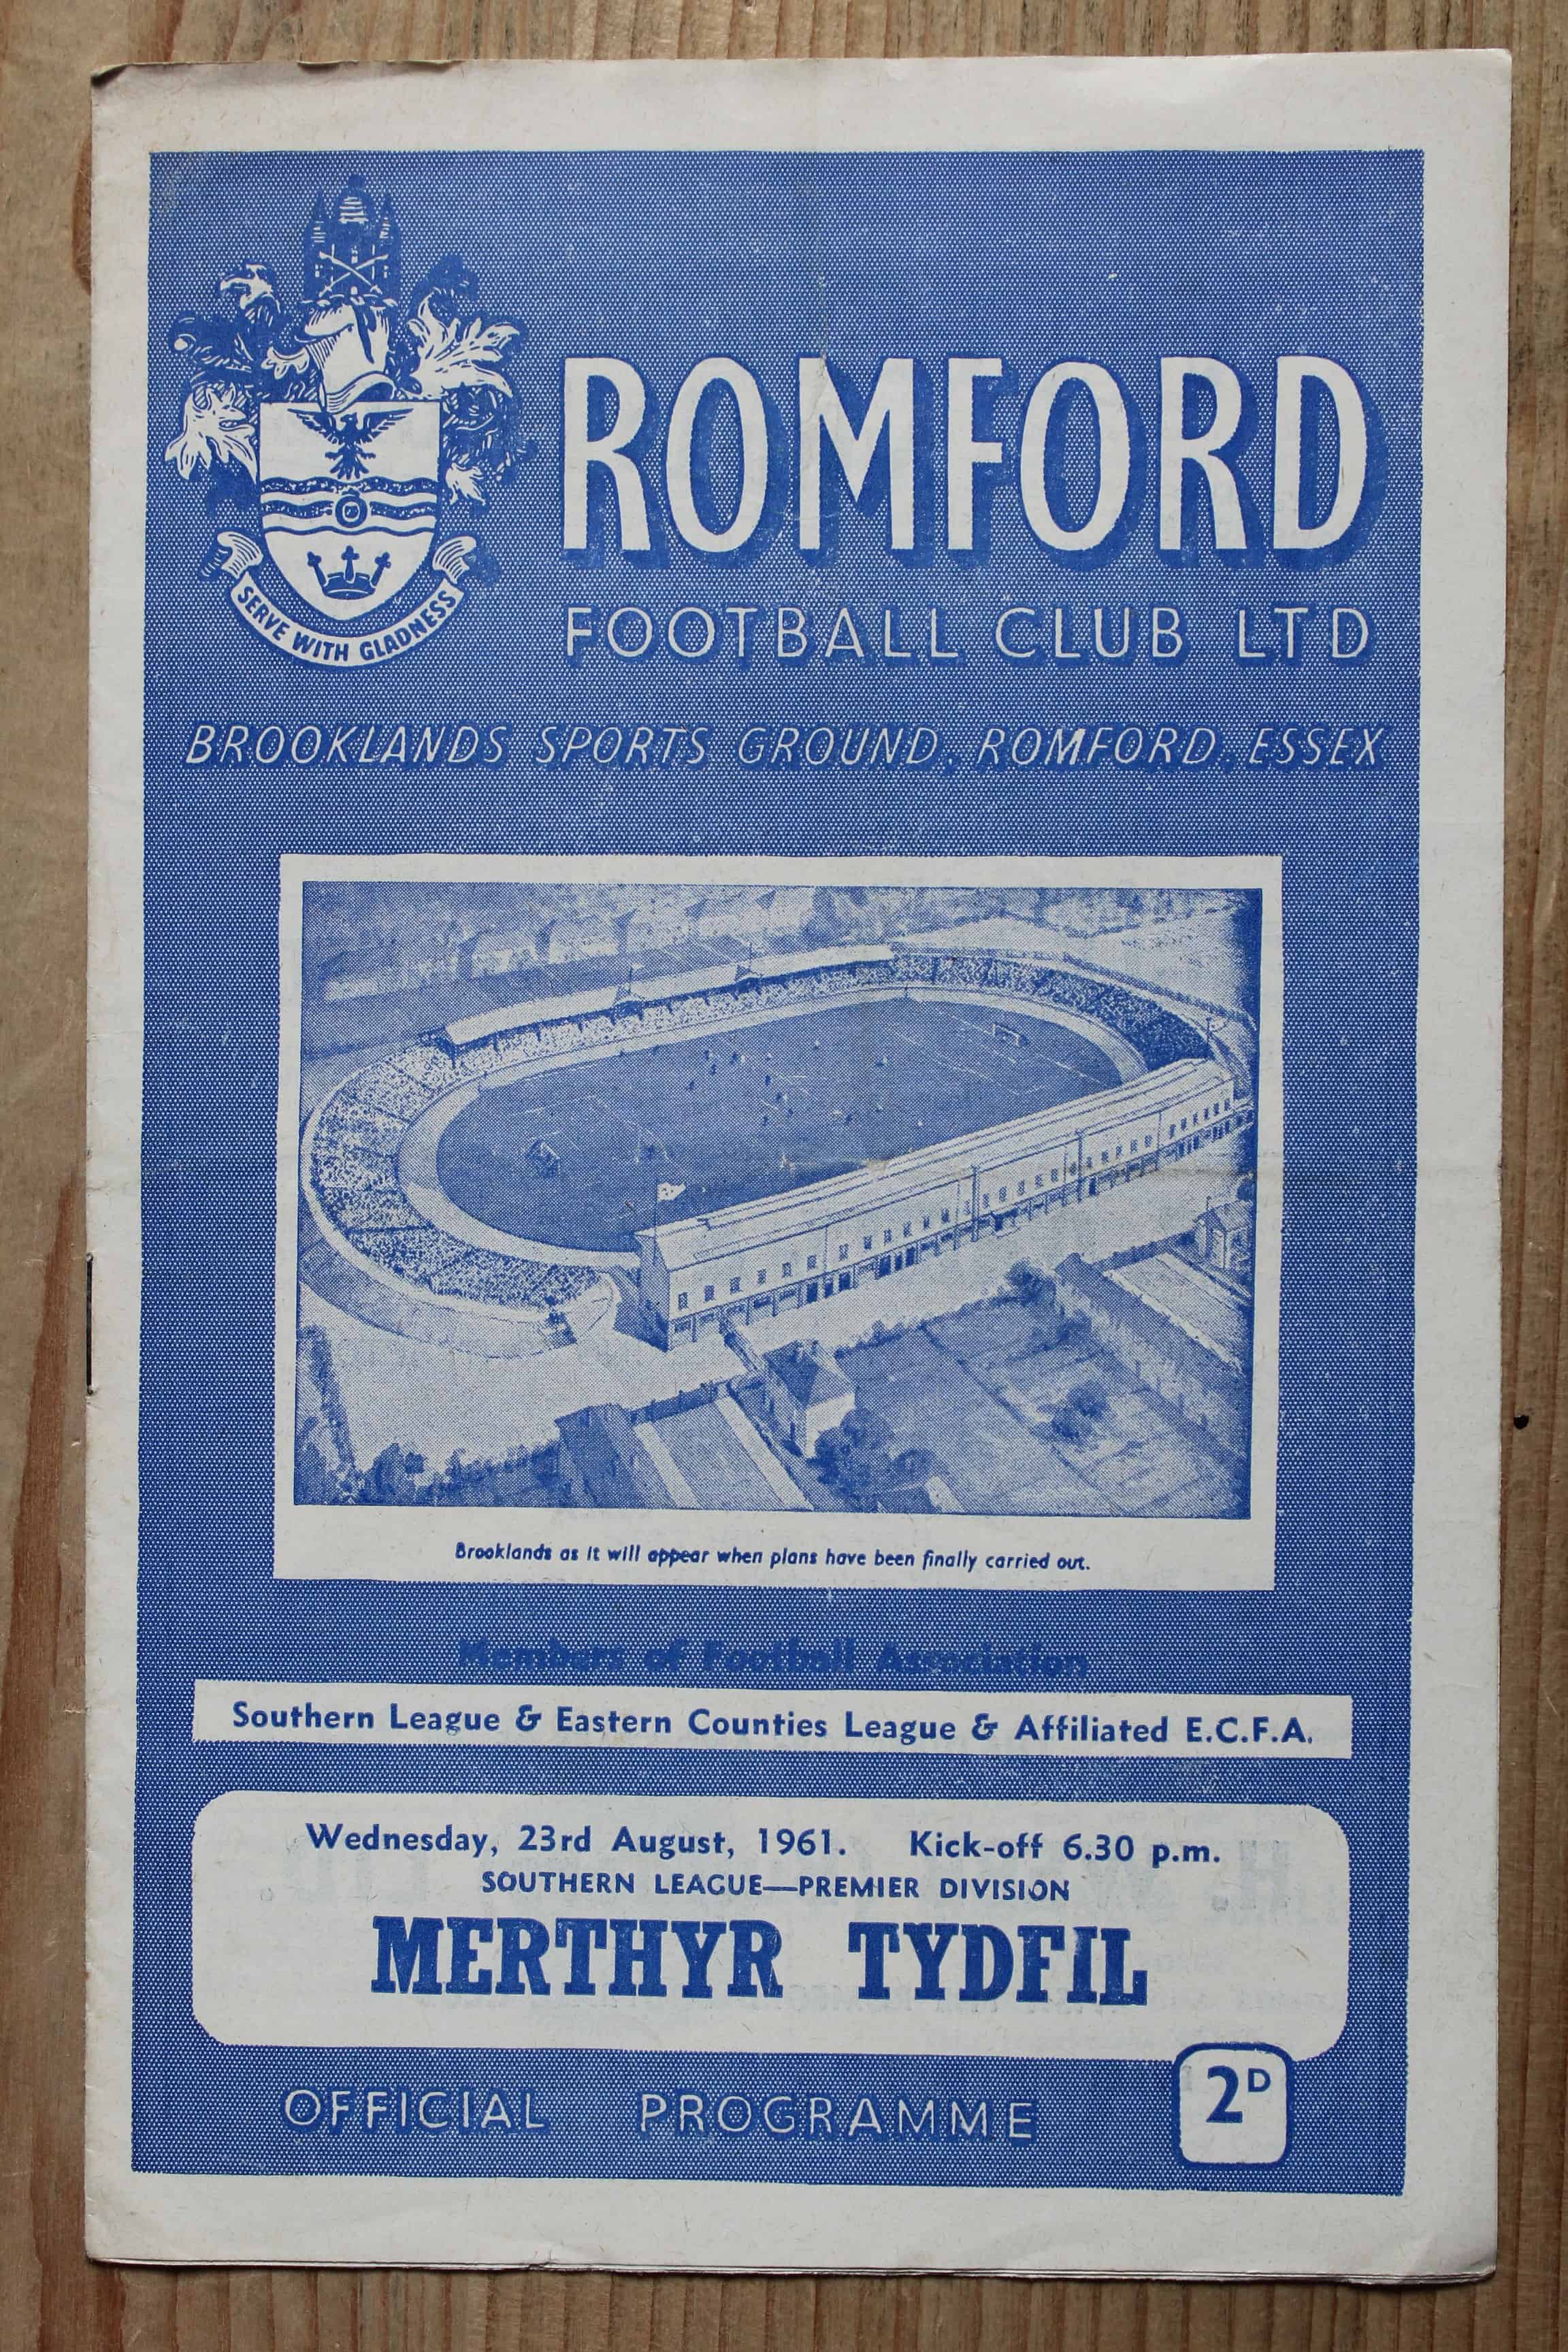 SERVE WITH GLADNESS
ROMFORD
FOOTBALL CLUB LTD
BROOKLANDS SPORTS GROUND, ROMFORD, ESSEX
Brooklands as it will appear when plans have been finally carried out.
Members of Football Association
Southern League & Eastern Counties League & Affiliated E.C.F.A.
Wednesday, 23rd August, 1961. Kick-off 6.30 p.m.
SOUTHERN LEAGUE—PREMIER DIVISION
MERTHYR TYDFIL
OFFICIAL PROGRAMME
2D